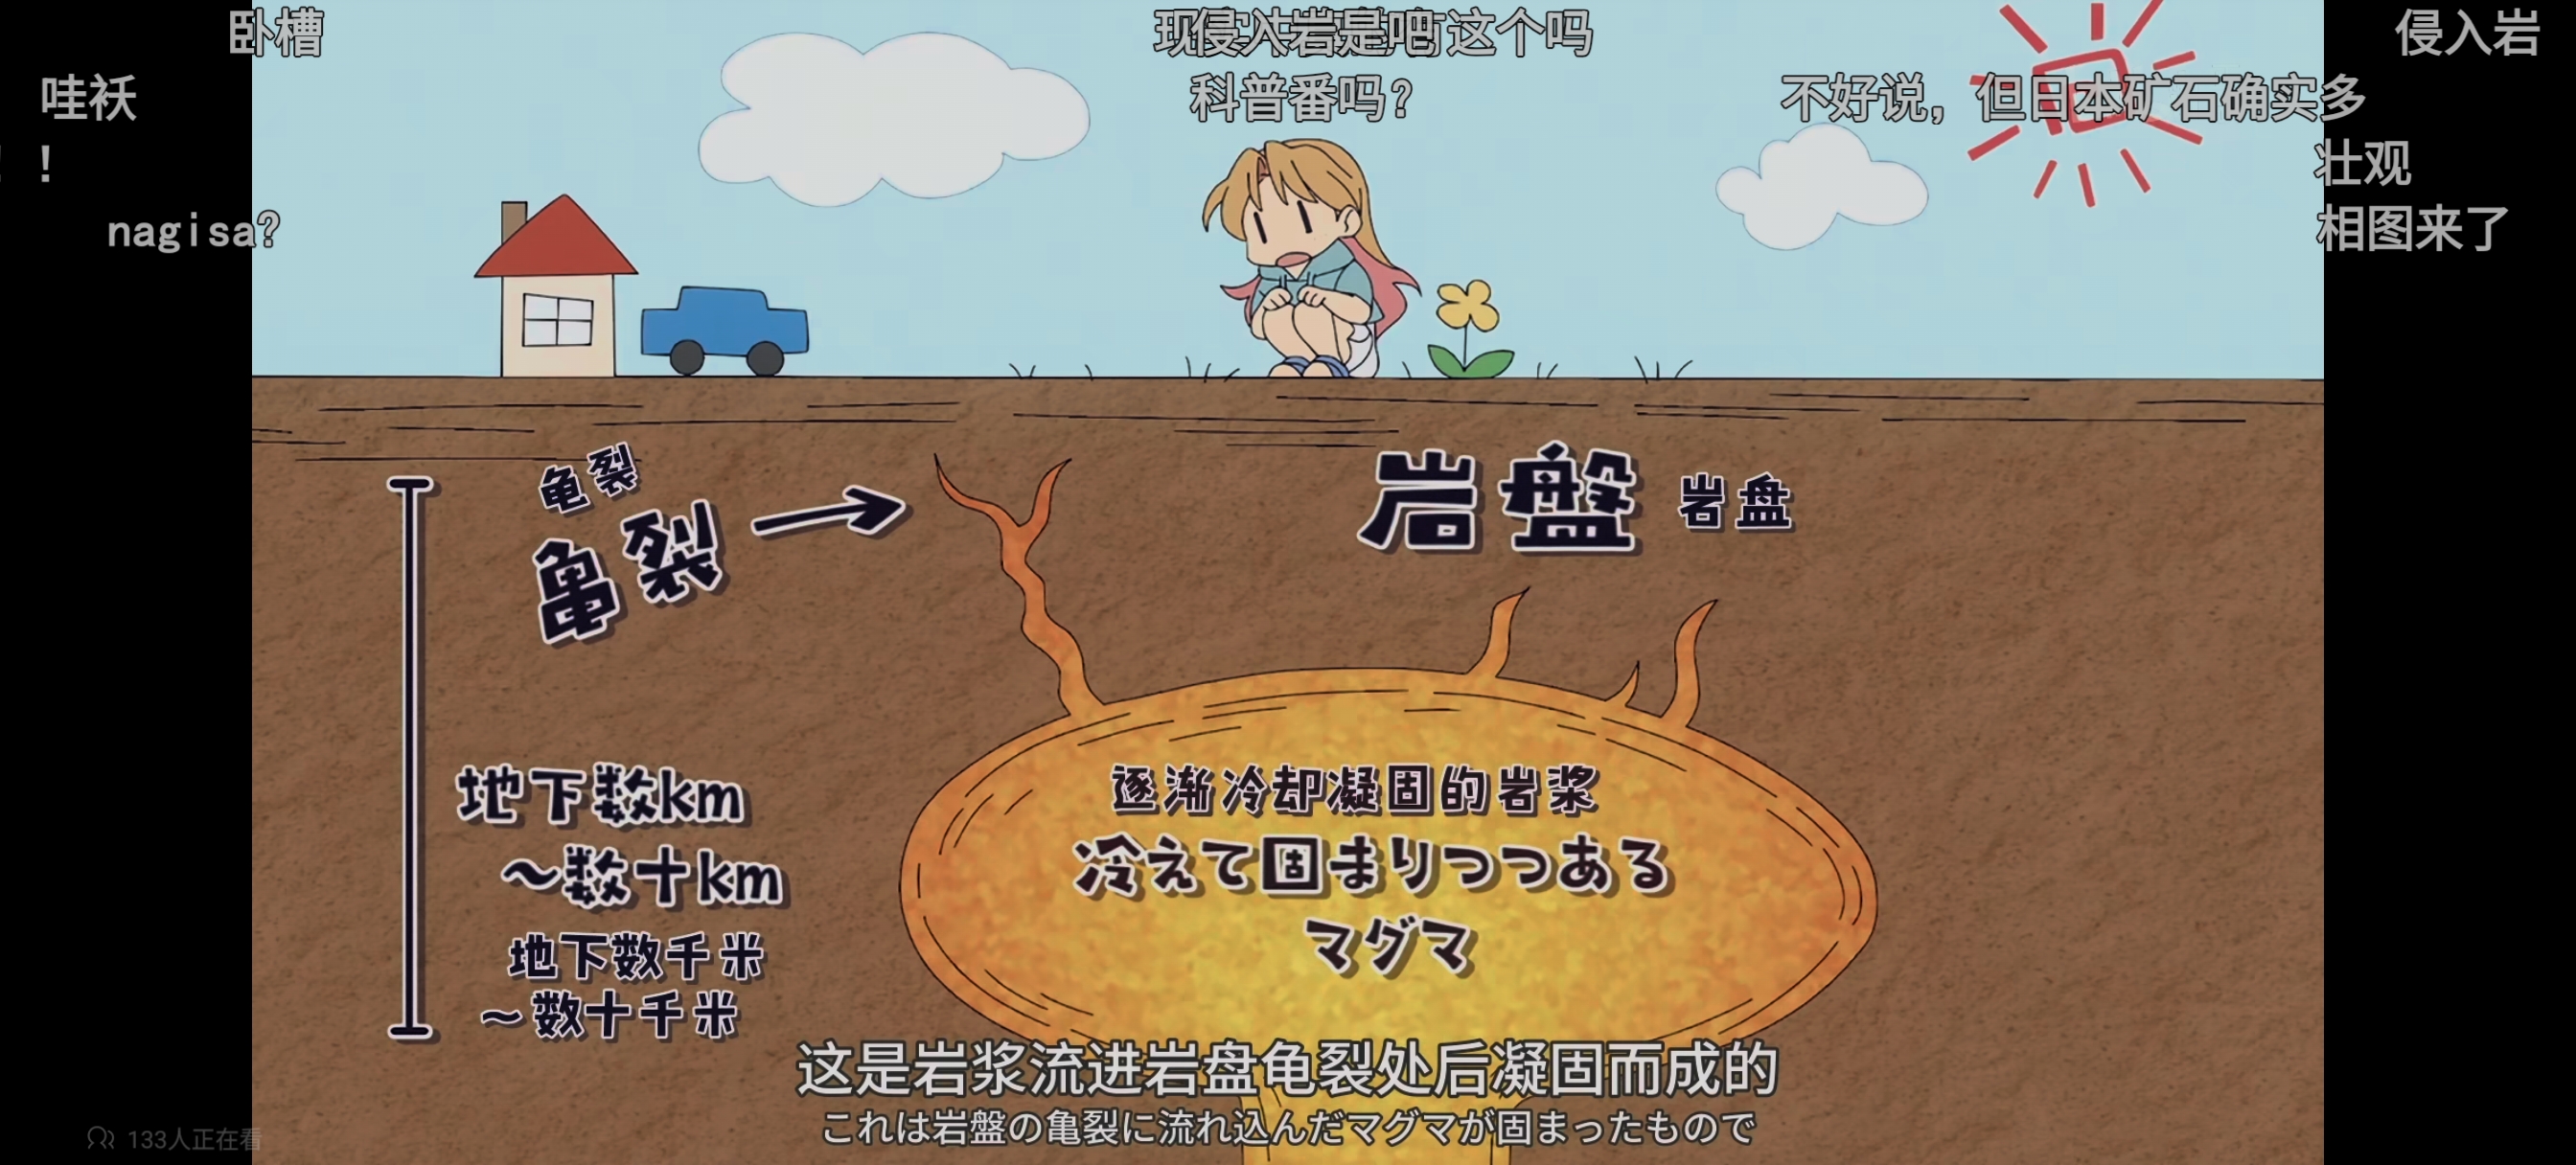 卧槽
侵入岩是吧
这个吗
侵入岩
哇袄
科普番吗？
不好说，但日本矿石确实多
！！
壮观
nagisa?
相图来了
龟裂
亀裂
岩盤
岩盘
地下数km
～数十km
地下数千米
～数十千米
逐渐冷却凝固的岩浆
冷えて固まりつつある
マグマ
这是岩浆流进岩盘龟裂处后凝固而成的
これは岩盤の亀裂に流れ込んだマグマが固まったもので
133人正在看